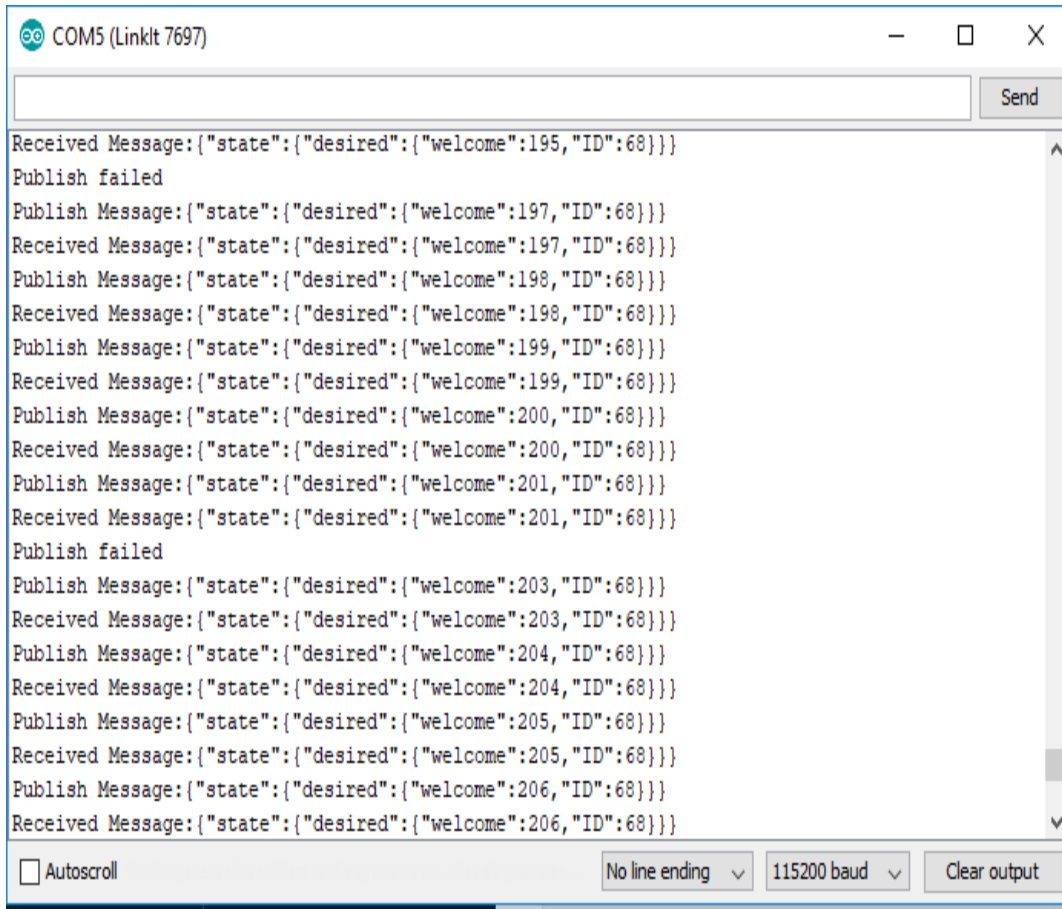 COM5 (LinkIt 7697)
Send
Received Message:{"state":{"desired":{"welcome":195,"ID":68}}}
Publish failed
Publish Message:{"state":{"desired":{"welcome":197,"ID":68}}}
Received Message:{"state":{"desired":{"welcome":197,"ID":68}}}
Publish Message:{"state":{"desired":{"welcome":198,"ID":68}}}
Received Message:{"state":{"desired":{"welcome":198,"ID":68}}}
Publish Message:{"state":{"desired":{"welcome":199,"ID":68}}}
Received Message:{"state":{"desired":{"welcome":199,"ID":68}}}
Publish Message:{"state":{"desired":{"welcome":200,"ID":68}}}
Received Message:{"state":{"desired":{"welcome":200,"ID":68}}}
Publish Message:{"state":{"desired":{"welcome":201,"ID":68}}}
Received Message:{"state":{"desired":{"welcome":201,"ID":68}}}
Publish failed
Publish Message:{"state":{"desired":{"welcome":203,"ID":68}}}
Received Message:{"state":{"desired":{"welcome":203,"ID":68}}}
Publish Message:{"state":{"desired":{"welcome":204,"ID":68}}}
Received Message:{"state":{"desired":{"welcome":204,"ID":68}}}
Publish Message:{"state":{"desired":{"welcome":205,"ID":68}}}
Received Message:{"state":{"desired":{"welcome":205,"ID":68}}}
Publish Message:{"state":{"desired":{"welcome":206,"ID":68}}}
Received Message:{"state":{"desired":{"welcome":206,"ID":68}}}
Autoscroll No line ending 115200 baud Clear output